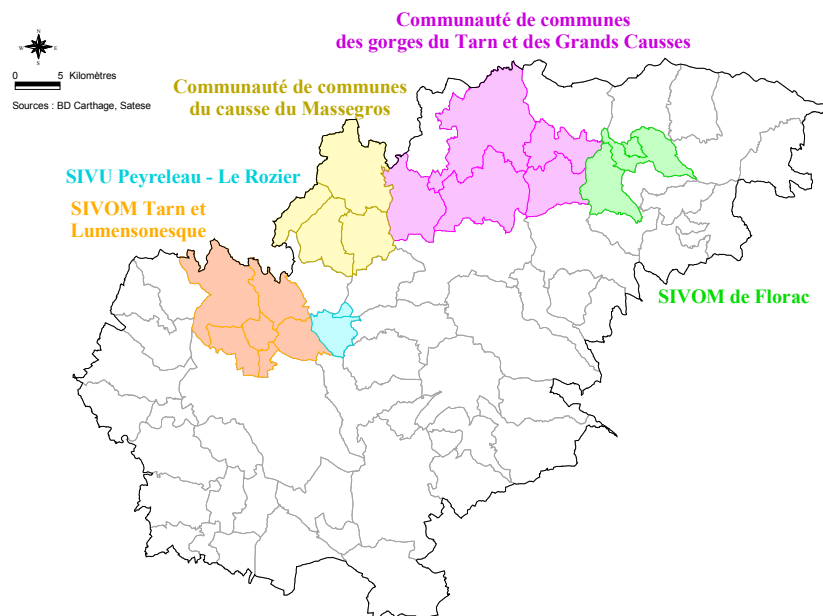 Communauté de communes
des gorges du Tarn et des Grands Causses
N
W
E
S
0 5 Kilomètres
Sources : BD Carthage, Satese
Communauté de communes
du causse du Massegros
SIVU Peyreleau - Le Rozier
SIVOM Tarn et
Lumensonesque
SIVOM de Florac